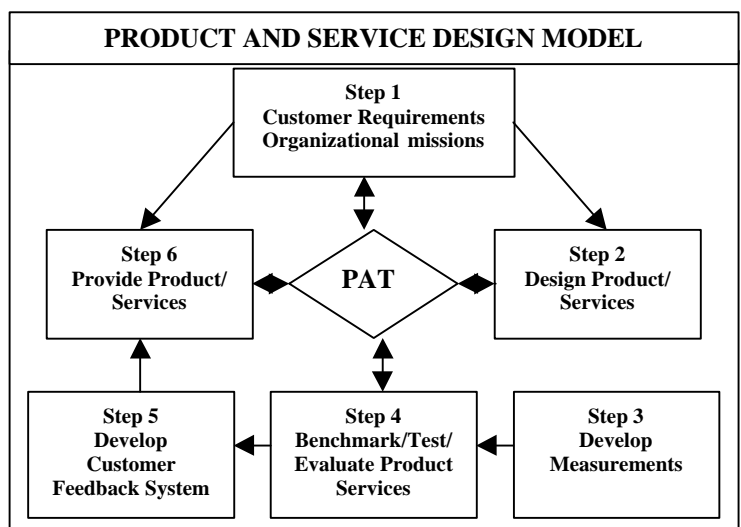 PRODUCT AND SERVICE DESIGN MODEL
Step 1
Customer Requirements
Organizational missions
Step 6
Provide Product/
Services
PAT
Step 2
Design Product/
Services
Step 5
Develop
Customer
Feedback System
Step 4
Benchmark/Test/
Evaluate Product
Services
Step 3
Develop
Measurements